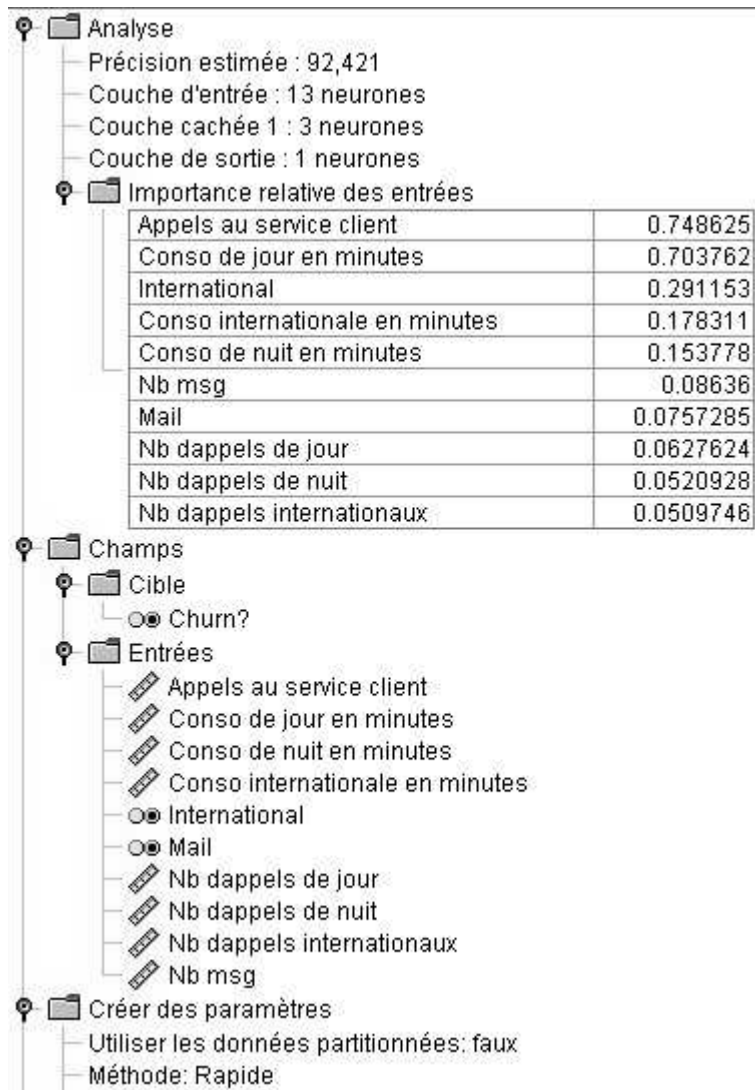 Analyse
Précision estimée : 92,421
Couche d'entrée : 13 neurones
Couche cachée 1 : 3 neurones
Couche de sortie : 1 neurones
Importance relative des entrées
Appels au service client 0.748625
Conso de jour en minutes 0.703762
International 0.291153
Conso internationale en minutes 0.178311
Conso de nuit en minutes 0.153778
Nb msg 0.08636
Mail 0.0757285
Nb dappels de jour 0.0627624
Nb dappels de nuit 0.0520928
Nb dappels internationaux 0.0509746
Champs
Cible
Churn?
Entrées
Appels au service client
Conso de jour en minutes
Conso de nuit en minutes
Conso internationale en minutes
International
Mail
Nb dappels de jour
Nb dappels de nuit
Nb dappels internationaux
Nb msg
Créer des paramètres
Utiliser les données partitionnées: faux
Méthode: Rapide